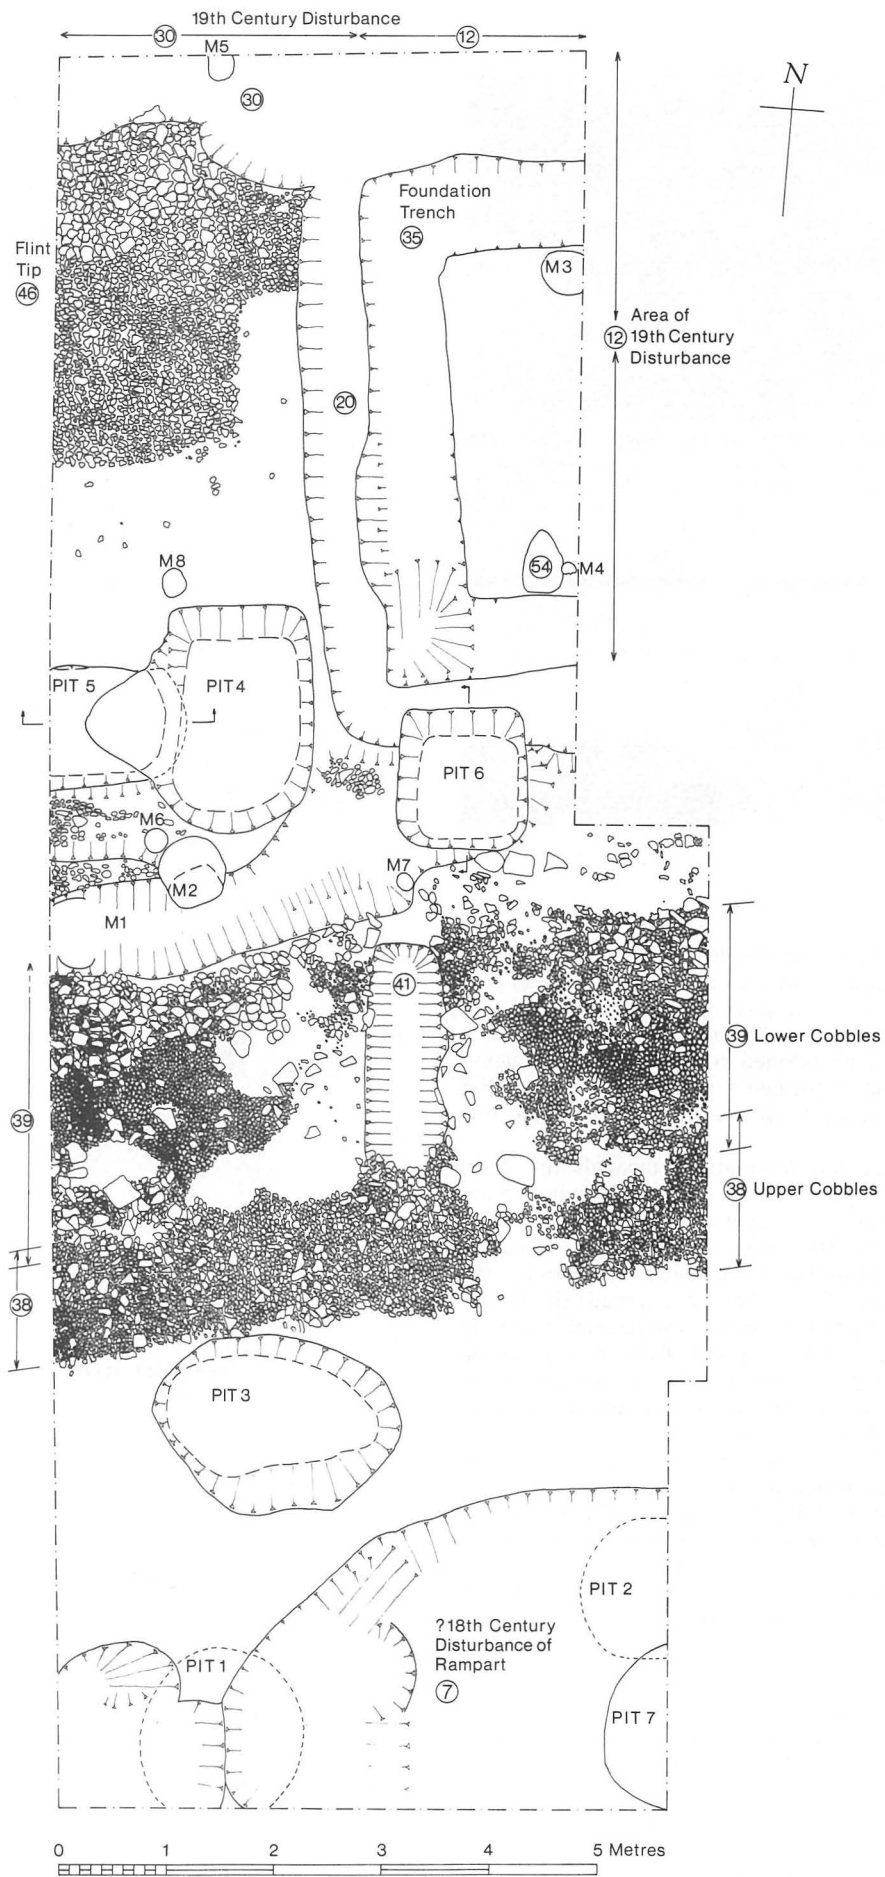 19th Century Disturbance
30
12
M5
N
30
Foundation
Trench
35
Flint
Tip
46
M3
Area of
12 19th Century
Disturbance
20
M8
54
M4
PIT 5
PIT 4
PIT 6
M6
M7
M2
M1
41
39 Lower Cobbles
39
38 Upper Cobbles
38
PIT 3
PIT 2
?18th Century
Disturbance of
Rampart
7
PIT 1
PIT 7
0 1 2 3 4 5 Metres